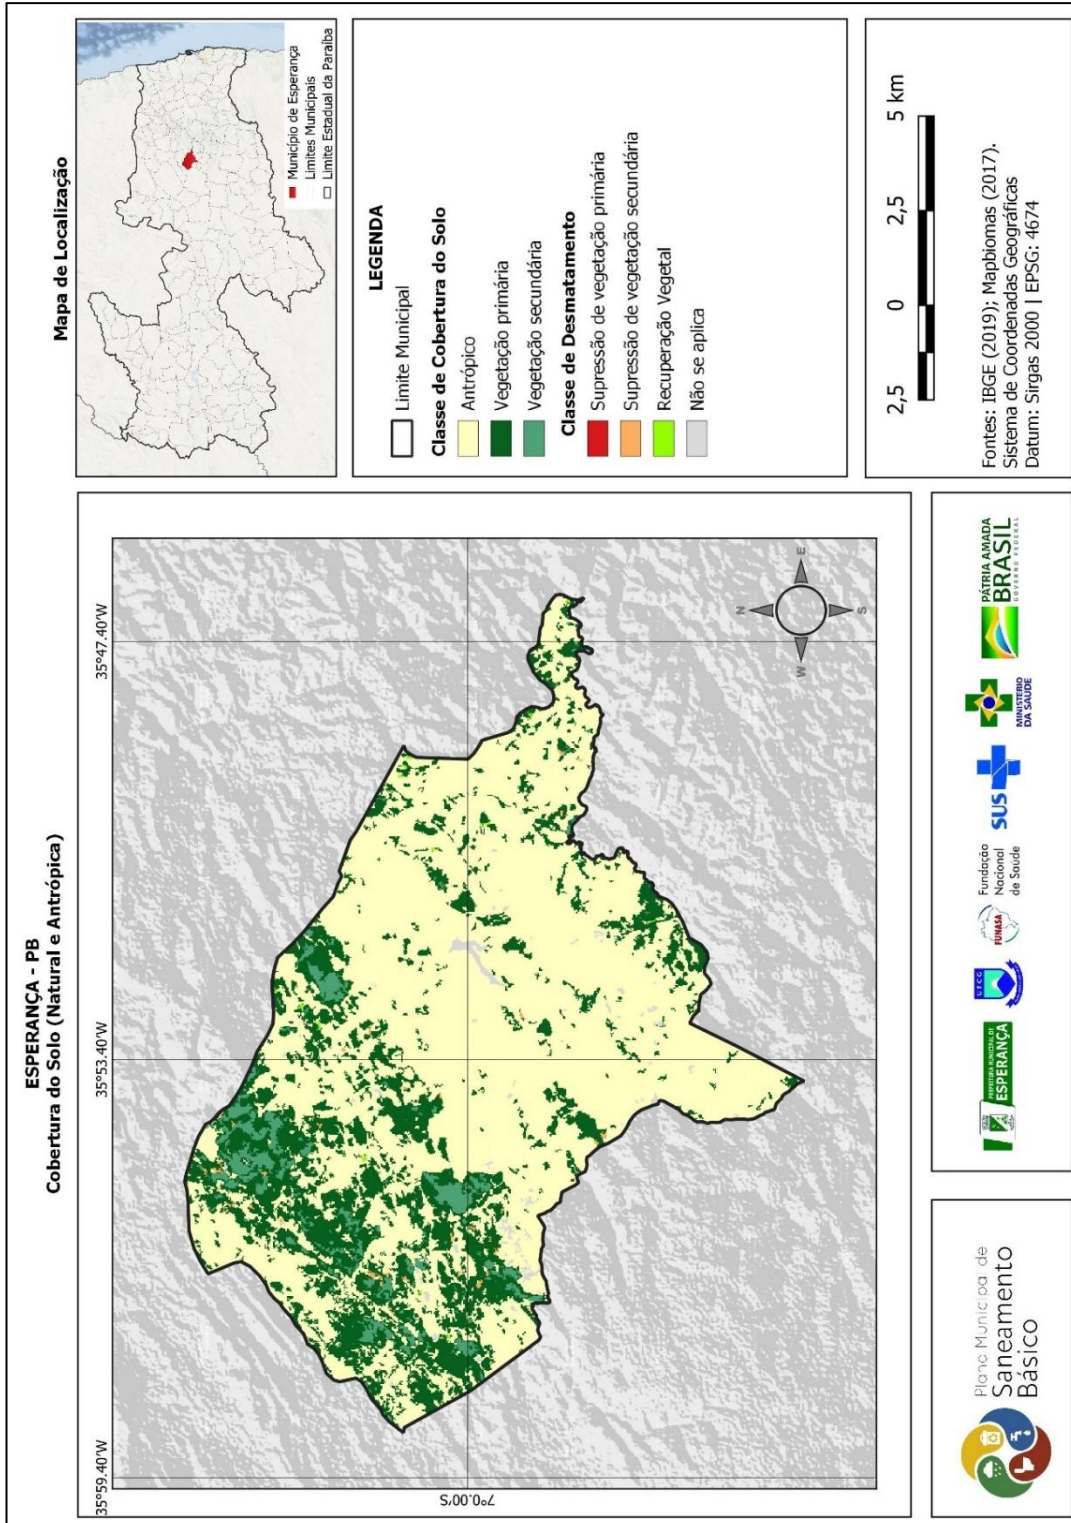 ESPERANÇA - PB
Cobertura do Solo (Natural e Antrópica)
35°59.40'W
35°53.40'W
35°47.40'W
7°0.00'S
N
W
E
S
Mapa de Localização
Município de Esperança
Limites Municipais
Limite Estadual da Paraíba
LEGENDA
Limite Municipal
Classe de Cobertura do Solo
Antrópico
Vegetação primária
Vegetação secundária
Classe de Desmatamento
Supressão de vegetação primária
Supressão de vegetação secundária
Recuperação Vegetal
Não se aplica
2,5 0 2,5 5 km
Fontes: IBGE (2019); Mapbiomas (2017).
Sistema de Coordenadas Geográficas
Datum: Sirgas 2000 | EPSG: 4674
Plano Municipal de
Saneamento
Básico
PREFEITURA MUNICIPAL DE
ESPERANÇA
UFCG
FUNASA
Fundação
Nacional
de Saúde
SUS
MINISTÉRIO
DA SAÚDE
PÁTRIA AMADA
BRASIL
GOVERNO FEDERAL